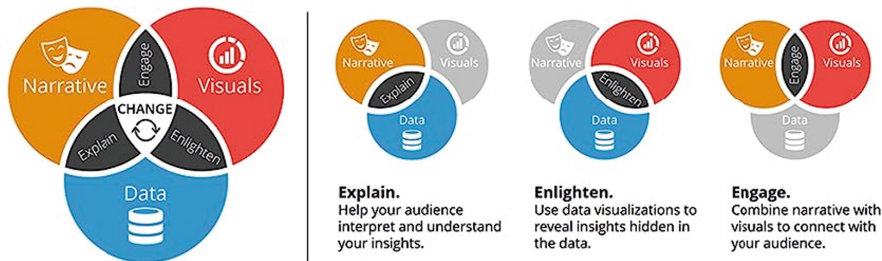 Narrative
Engage
Visuals
CHANGE
Explain
Enlighten
Data
Narrative
Visuals
Explain
Data
Explain.
Help your audience
interpret and understand
your insights.
Narrative
Visuals
Enlighten
Data
Enlighten.
Use data visualizations to
reveal insights hidden in
the data.
Narrative
Engage
Visuals
Data
Engage.
Combine narrative with
visuals to connect with
your audience.